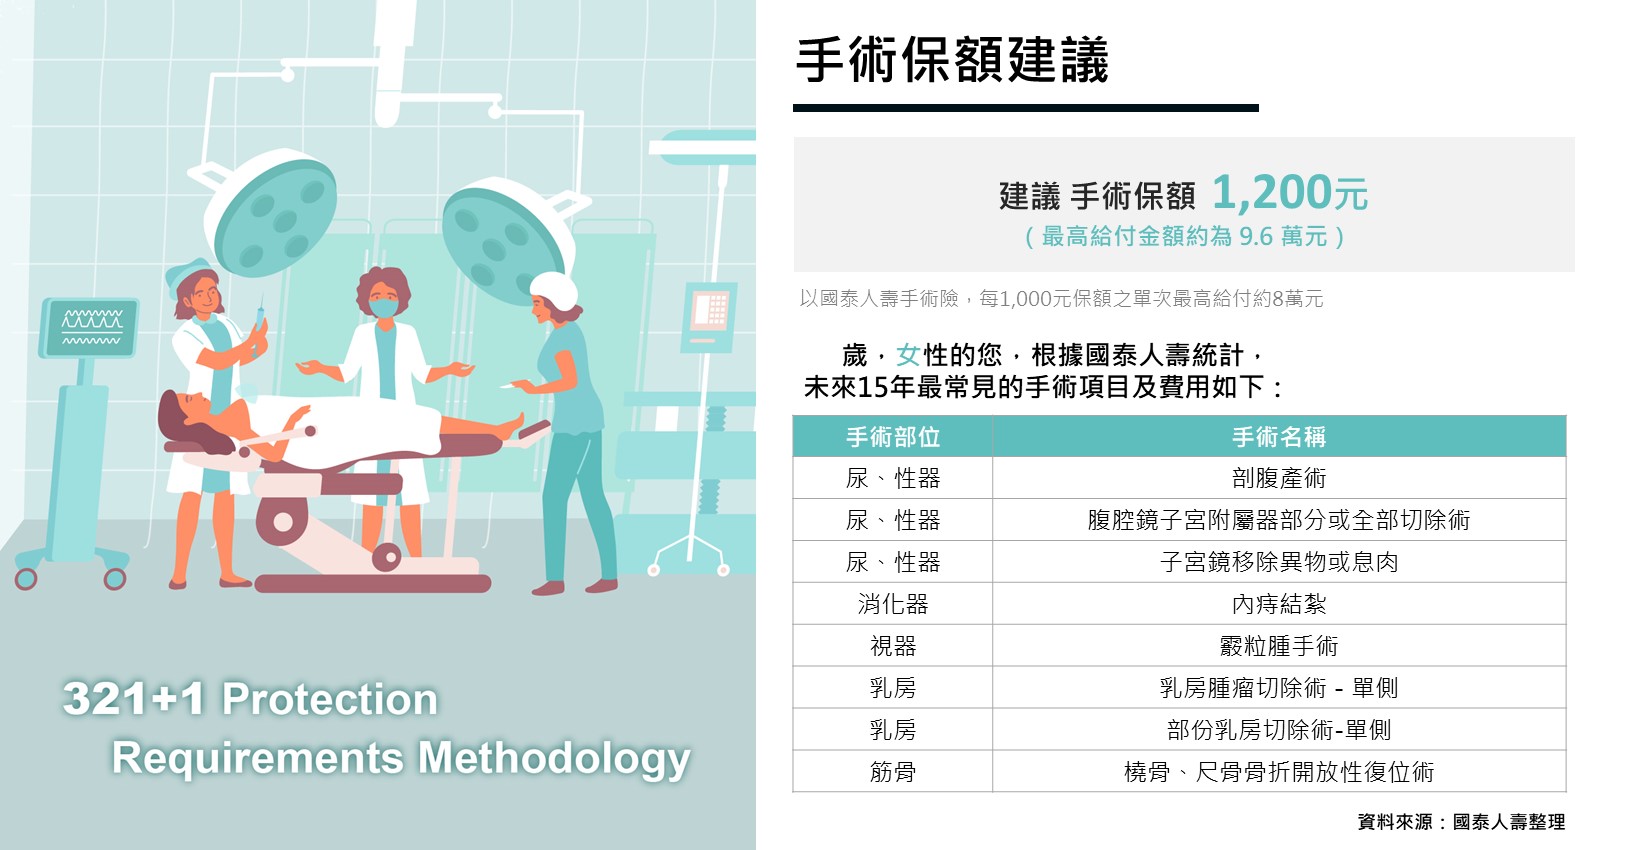 手術保額建議
建議 手術保額 1,200元
( 最高給付金額約為 9.6 萬元 )
以國泰人壽手術險，每1,000元保額之單次最高給付約8萬元
歲，女性的您，根據國泰人壽統計，
未來15年最常見的手術項目及費用如下：
手術部位 手術名稱
尿、性器 剖腹產術
尿、性器 腹腔鏡子宮附屬器部分或全部切除術
尿、性器 子宮鏡移除異物或息肉
消化器 內痔結紮
視器 霰粒腫手術
乳房 乳房腫瘤切除術 - 單側
乳房 部份乳房切除術-單側
筋骨 橈骨、尺骨骨折開放性復位術
資料來源：國泰人壽整理
321+1 Protection
Requirements Methodology